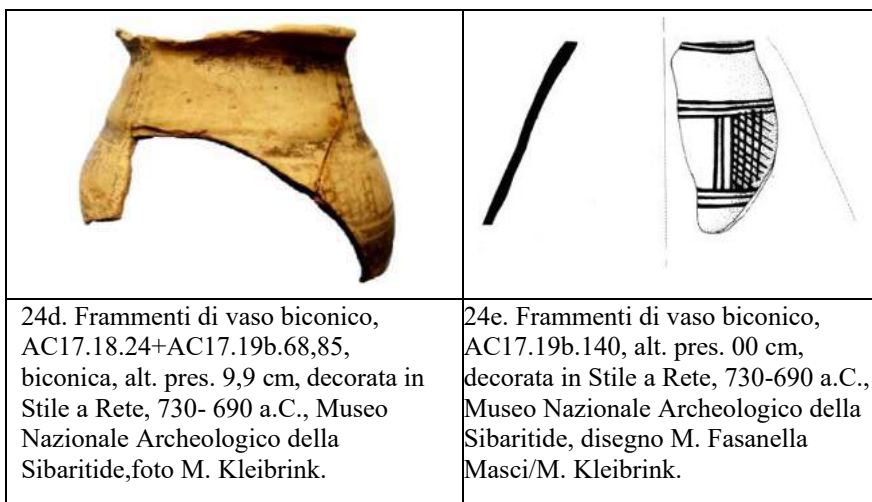 24d. Frammenti di vaso biconico,
AC17.18.24+AC17.19b.68,85,
biconica, alt. pres. 9,9 cm, decorata in
Stile a Rete, 730- 690 a.C., Museo
Nazionale Archeologico della
Sibaritide,foto M. Kleibrink.
24e. Frammenti di vaso biconico,
AC17.19b.140, alt. pres. 00 cm,
decorata in Stile a Rete, 730-690 a.C.,
Museo Nazionale Archeologico della
Sibaritide, disegno M. Fasanella
Masci/M. Kleibrink.